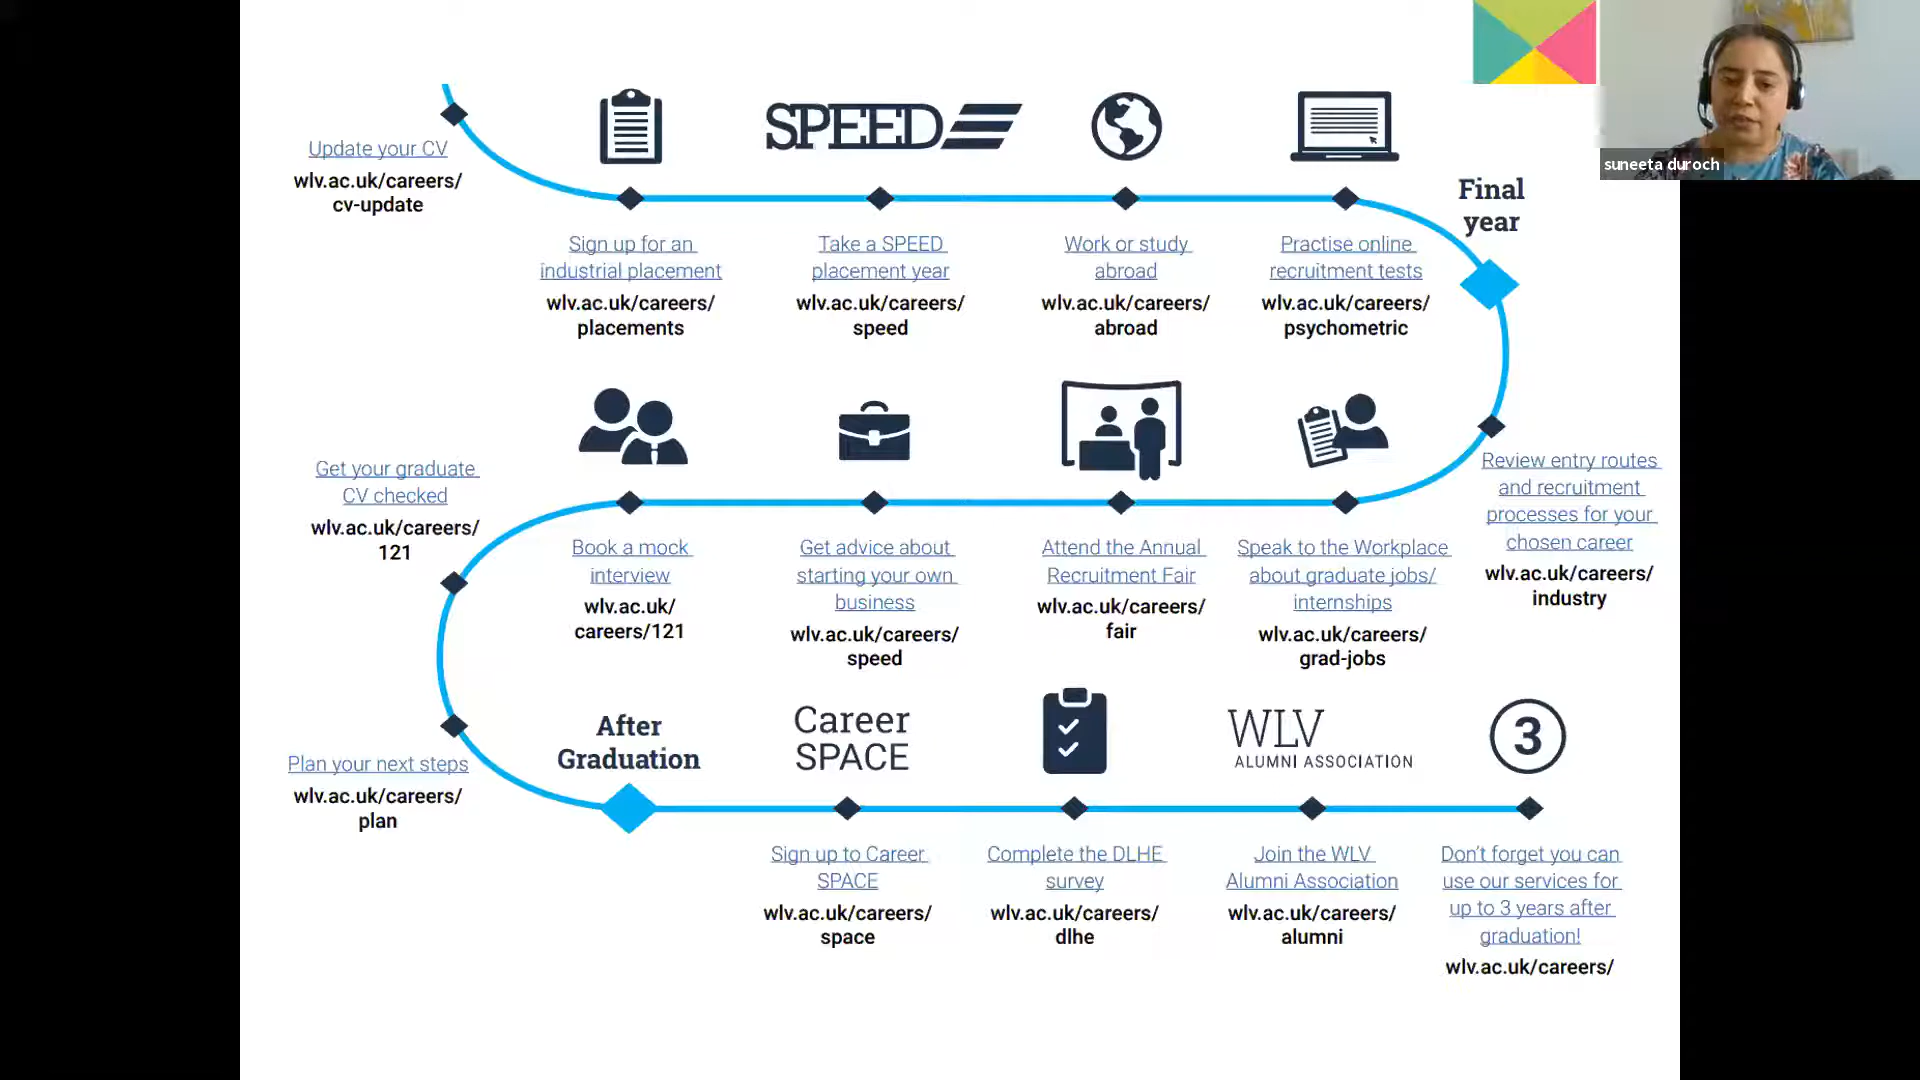 suneeta duroch
Update your CV
wlv.ac.uk/careers/
cv-update
SPEED
Sign up for an
industrial placement
wlv.ac.uk/careers/
placements
Take a SPEED
placement year
wlv.ac.uk/careers/
speed
Work or study
abroad
wlv.ac.uk/careers/
abroad
Practise online
recruitment tests
wlv.ac.uk/careers/
psychometric
Final
year
Review entry routes
and recruitment
processes for your
chosen career
wlv.ac.uk/careers/
industry
Speak to the Workplace
about graduate jobs/
internships
wlv.ac.uk/careers/
grad-jobs
Attend the Annual
Recruitment Fair
wlv.ac.uk/careers/
fair
Get advice about
starting your own
business
wlv.ac.uk/careers/
speed
Book a mock
interview
wlv.ac.uk/
careers/121
Get your graduate
CV checked
wlv.ac.uk/careers/
121
Plan your next steps
wlv.ac.uk/careers/
plan
After
Graduation
Career
SPACE
Sign up to Career
SPACE
wlv.ac.uk/careers/
space
Complete the DLHE
survey
wlv.ac.uk/careers/
dlhe
WLV
ALUMNI ASSOCIATION
Join the WLV
Alumni Association
wlv.ac.uk/careers/
alumni
3
Don't forget you can
use our services for
up to 3 years after
graduation!
wlv.ac.uk/careers/